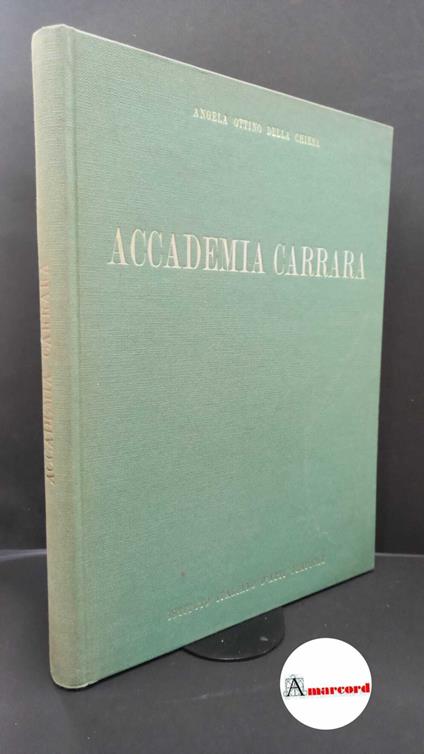 ANGELA OTTINO DELLA CHIESA
ACCADEMIA CARRARA
ISTITUTO ITALIANO D'ARTI GRAFICHE
ACCADEMIA CARRARA
Amarcord